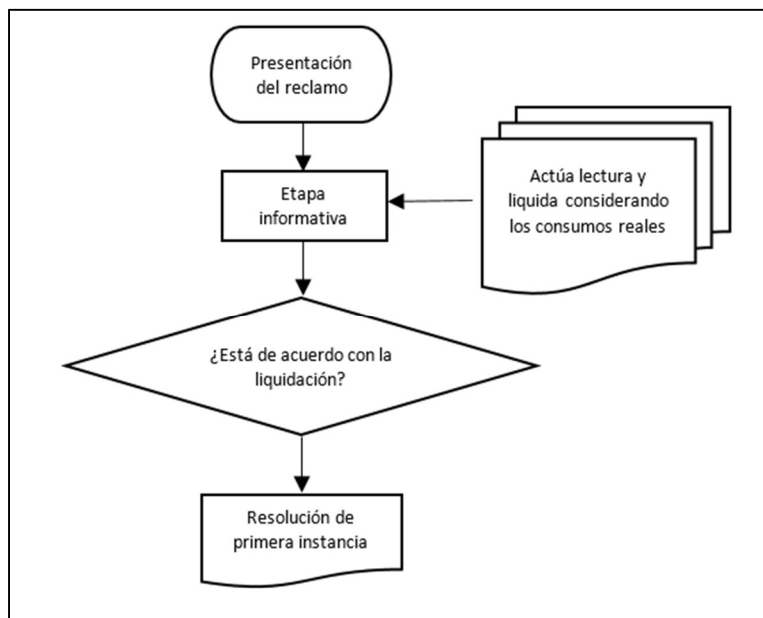 Presentación
del reclamo
Etapa
informativa
Actúa lectura y
liquida considerando
los consumos reales
¿Está de acuerdo con la
liquidación?
Resolución de
primera instancia